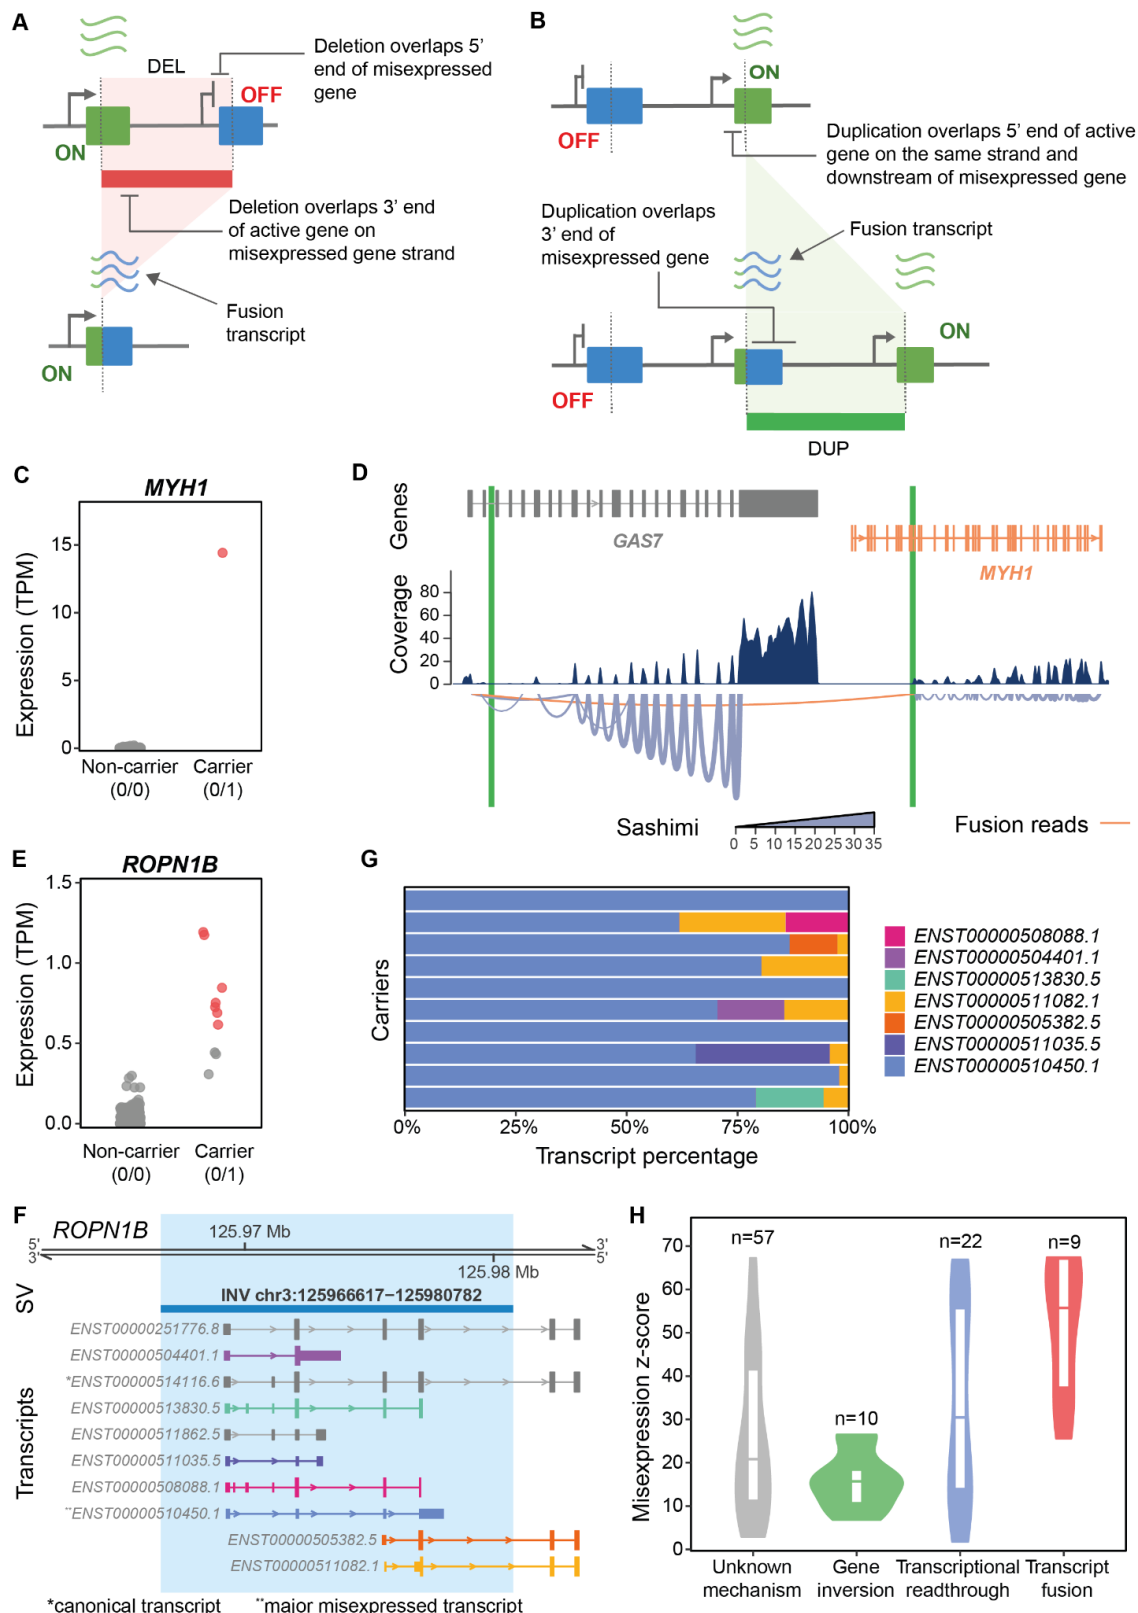 A
DEL
Deletion overlaps 5’
end of misexpressed
gene
OFF
ON
Deletion overlaps 3’ end
of active gene on
misexpressed gene strand
Fusion
transcript
ON
B
ON
OFF
Duplication overlaps 5’ end of active
gene on the same strand and
downstream of misexpressed gene
Duplication overlaps
3’ end of
misexpressed gene
Fusion transcript
ON
OFF
DUP
C
MYH1
Expression (TPM)
15
10
5
0
Non-carrier
(0/0)
Carrier
(0/1)
D
Genes
GAS7
MYH1
Coverage
80
60
40
20
0
Sashimi
0 5 10 15 20 25 30 35
Fusion reads
E
ROPN1B
Expression (TPM)
1.5
1.0
0.5
0.0
Non-carrier
(0/0)
Carrier
(0/1)
G
Carriers
0% 25% 50% 75% 100%
Transcript percentage
ENST00000508088.1
ENST00000504401.1
ENST00000513830.5
ENST00000511082.1
ENST00000505382.5
ENST00000511035.5
ENST00000510450.1
F
ROPN1B
125.97 Mb
5' 3'
3' 5'
125.98 Mb
SV
INV chr3:125966617−125980782
Transcripts
ENST00000251776.8
ENST00000504401.1
*ENST00000514116.6
ENST00000513830.5
ENST00000511862.5
ENST00000511035.5
ENST00000508088.1
**ENST00000510450.1
ENST00000505382.5
ENST00000511082.1
*canonical transcript **major misexpressed transcript
H
Misexpression z-score
70
60
50
40
30
20
10
0
n=57
n=10
n=22
n=9
Unknown
mechanism
Gene
inversion
Transcriptional
readthrough
Transcript
fusion